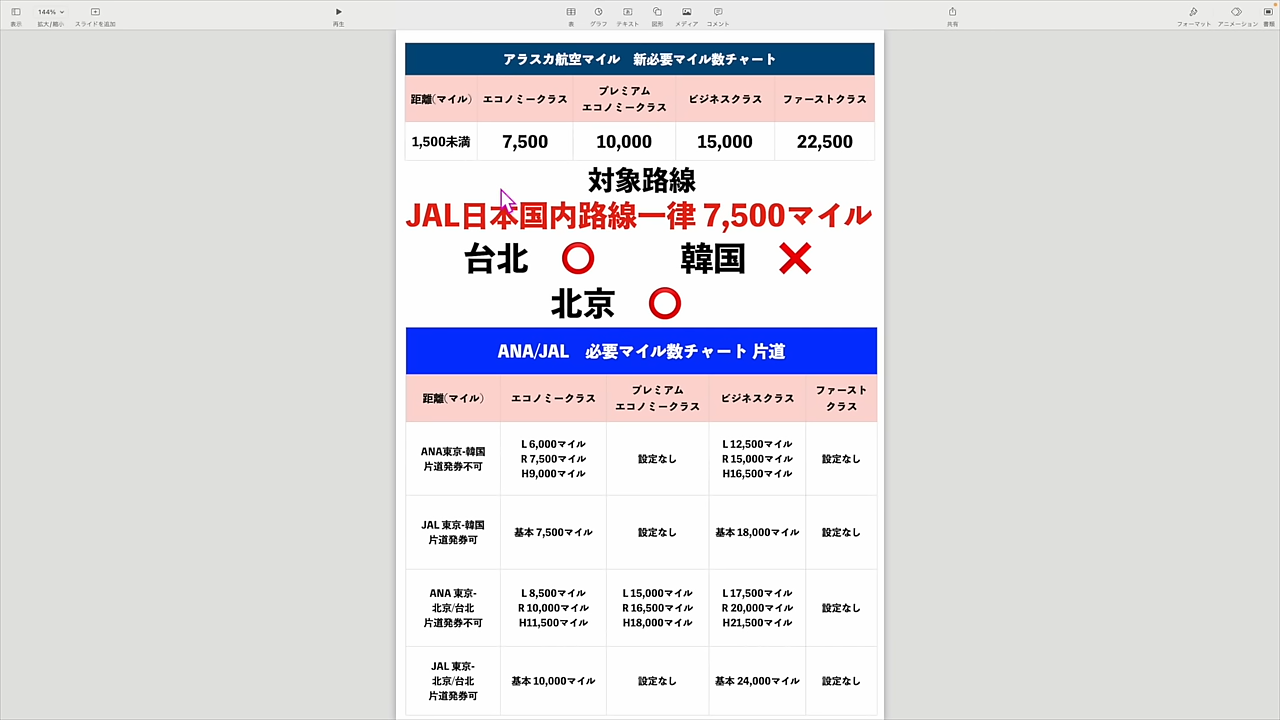 144%
表示
拡大/縮小
スライドを追加
再生
表
グラフ
テキスト
図形
メディア
コメント
共有
フォーマット
アニメーション
書類
アラスカ航空マイル 新必要マイル数チャート
距離(マイル)
エコノミークラス
プレミアム
エコノミークラス
ビジネスクラス
ファーストクラス
1,500未満
7,500
10,000
15,000
22,500
対象路線
JAL日本国内路線一律 7,500マイル
台北 ⭕ 韓国 ❌
北京 ⭕
ANA/JAL 必要マイル数チャート 片道
距離(マイル)
エコノミークラス
プレミアム
エコノミークラス
ビジネスクラス
ファースト
クラス
ANA東京-韓国
片道発券不可
L 6,000マイル
R 7,500マイル
H9,000マイル
設定なし
L 12,500マイル
R 15,000マイル
H16,500マイル
設定なし
JAL 東京-韓国
片道発券可
基本 7,500マイル
設定なし
基本 18,000マイル
設定なし
ANA 東京-
北京/台北
片道発券不可
L 8,500マイル
R 10,000マイル
H11,500マイル
L 15,000マイル
R 16,500マイル
H18,000マイル
L 17,500マイル
R 20,000マイル
H21,500マイル
設定なし
JAL 東京-
北京/台北
片道発券可
基本 10,000マイル
設定なし
基本 24,000マイル
設定なし